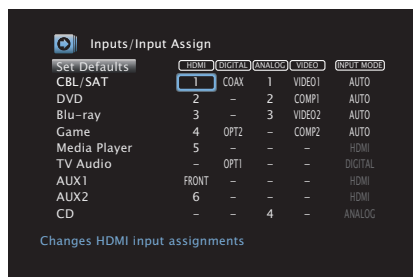 Inputs/Input Assign
Set Defaults HDMI DIGITAL ANALOG VIDEO INPUT MODE
CBL/SAT 1 COAX 1 VIDEO1 AUTO
DVD 2 – 2 COMP1 AUTO
Blu-ray 3 – 3 VIDEO2 AUTO
Game 4 OPT2 – COMP2 AUTO
Media Player 5 – – – HDMI
TV Audio – OPT1 – – DIGITAL
AUX1 FRONT – – – HDMI
AUX2 6 – – – HDMI
CD – – 4 – ANALOG
Changes HDMI input assignments